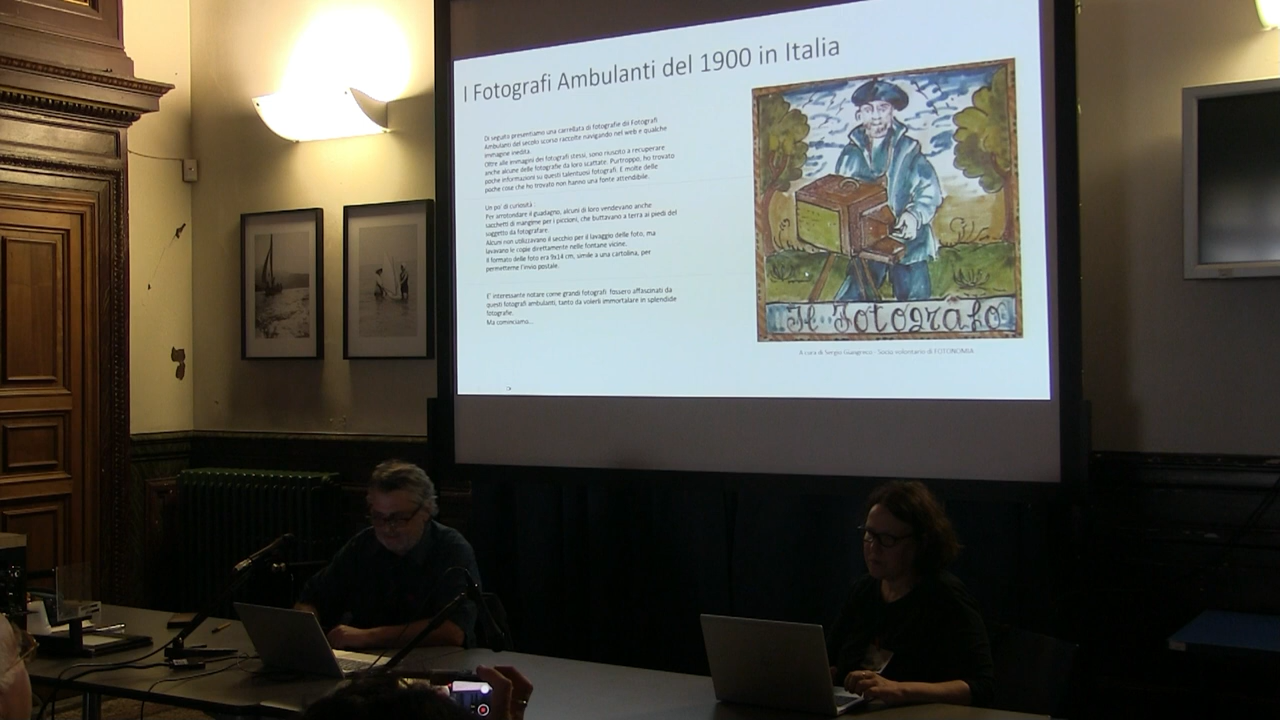 I Fotografi Ambulanti del 1900 in Italia
Di seguito presentiamo una carrellata di fotografie dii Fotografi
Ambulanti del secolo scorso raccolte navigando nel web e qualche
immagine inedita.
Oltre alle immagini dei fotografi stessi, sono riuscito a recuperare
anche alcune delle fotografie da loro scattate. Purtroppo, ho trovato
poche informazioni su questi talentuosi fotografi. E molte delle
poche cose che ho trovato non hanno una fonte attendibile.
Un po' di curiosità :
Per arrotondare il guadagno, alcuni di loro vendevano anche
sacchetti di mangime per i piccioni, che buttavano a terra ai piedi del
soggetto da fotografare.
Alcuni non utilizzavano il secchio per il lavaggio delle foto, ma
lavavano le copie direttamente nelle fontane vicine.
Il formato delle foto era 9x14 cm, simile a una cartolina, per
permetterne l'invio postale.
E' interessante notare come grandi fotografi fossero affascinati da
questi fotografi ambulanti, tanto da volerli immortalare in splendide
fotografie.
Ma cominciamo...
Il Fotografo
A cura di Sergio Giangreco - Socio volontario di FOTONOMIA